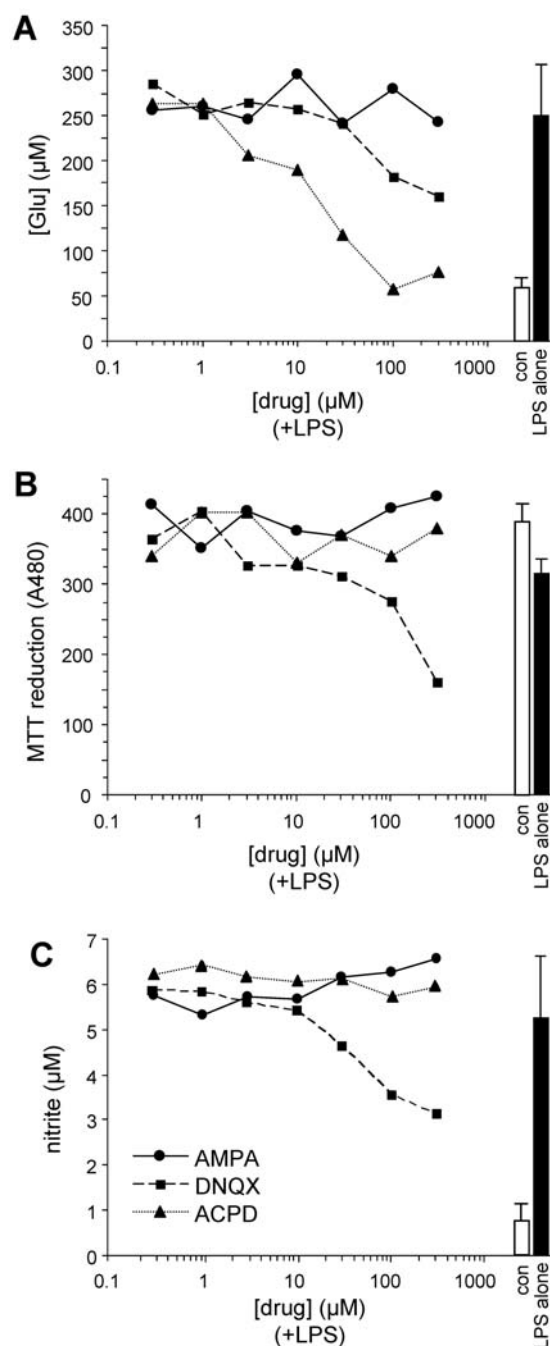 A
350
300
250
200
150
100
50
0
[Glu] (µM)
0.1 1 10 100 1000
[drug] (µM)
(+LPS)
con
LPS alone
B
400
300
200
100
0
MTT reduction (A480)
0.1 1 10 100 1000
[drug] (µM)
(+LPS)
con
LPS alone
C
7
6
5
4
3
2
1
0
nitrite (µM)
AMPA
DNQX
ACPD
0.1 1 10 100 1000
[drug] (µM)
(+LPS)
con
LPS alone